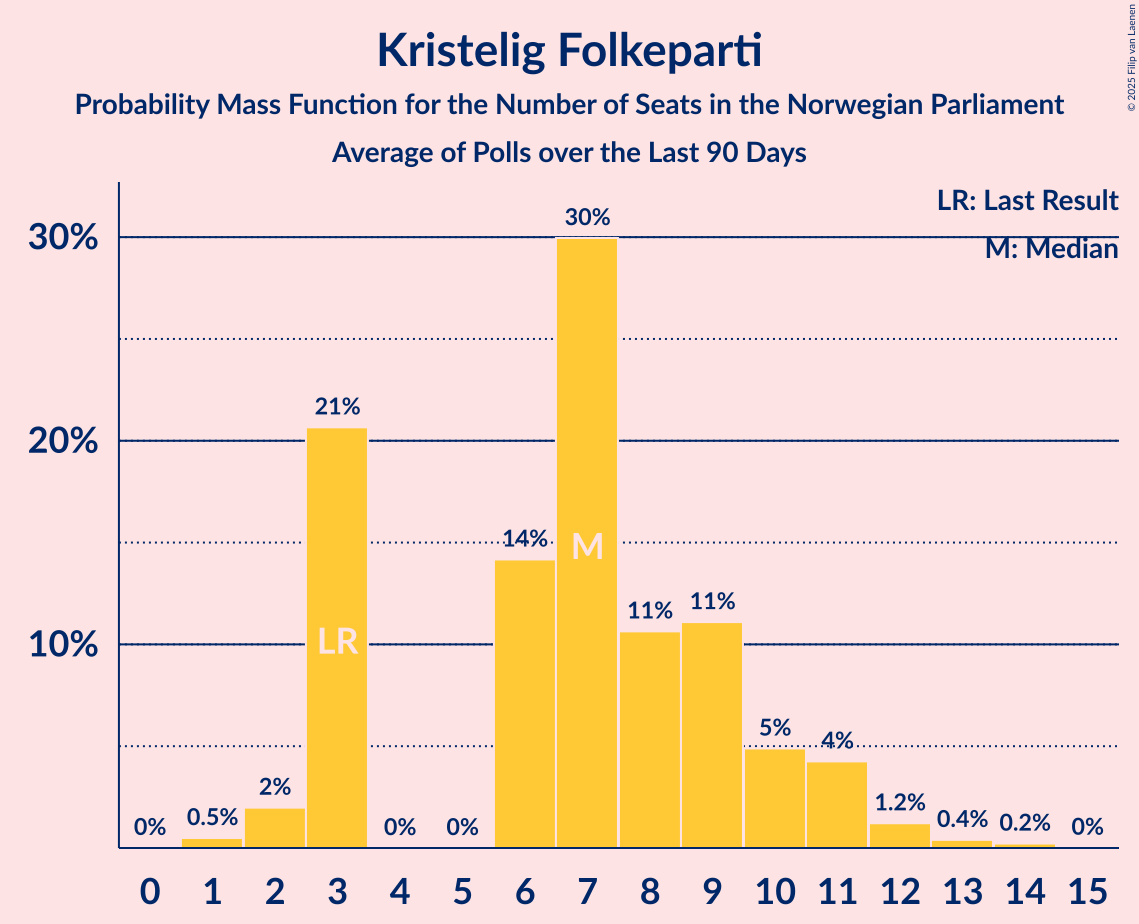 Kristelig Folkeparti
Probability Mass Function for the Number of Seats in the Norwegian Parliament
Average of Polls over the Last 90 Days
© 2025 Filip van Laenen
LR: Last Result
M: Median
30%
20%
10%
0%
0.5%
2%
21%
0%
0%
14%
30%
11%
11%
5%
4%
1.2%
0.4%
0.2%
0%
LR
M
0 1 2 3 4 5 6 7 8 9 10 11 12 13 14 15